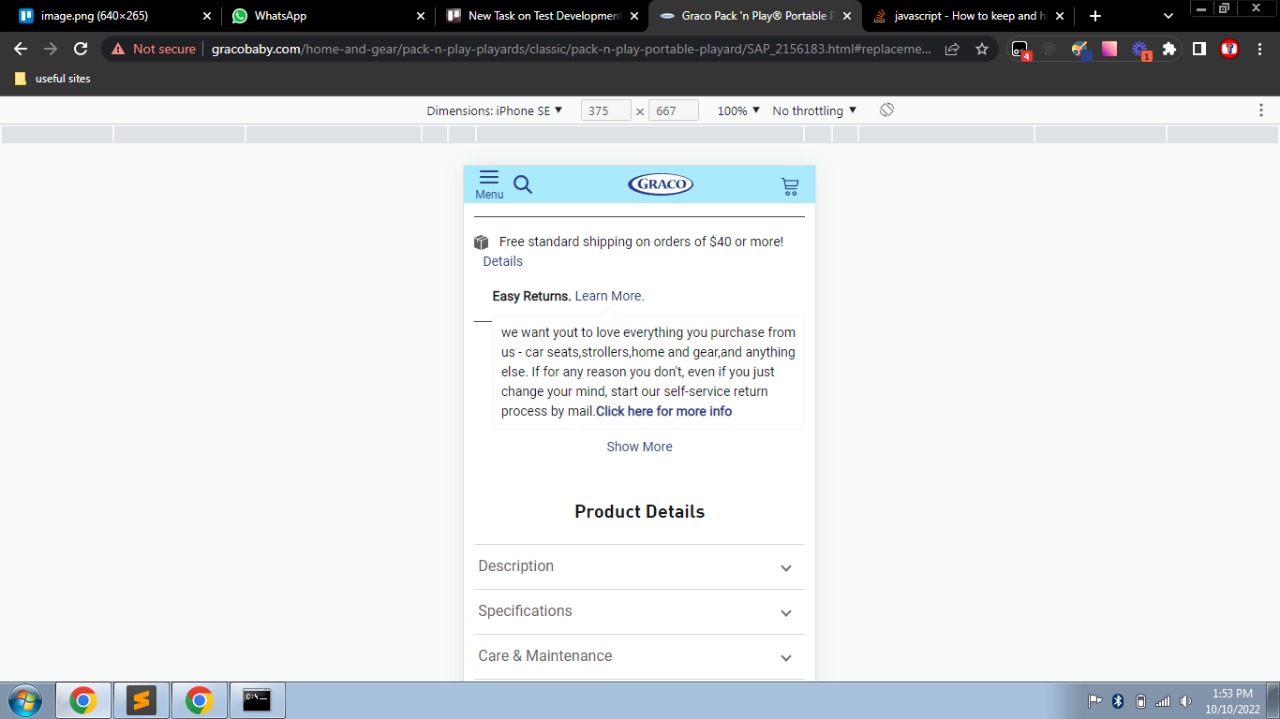 image.png (640×265)
WhatsApp
New Task on Test Development
Graco Pack 'n Play® Portable P
javascript - How to keep and h
Not secure
gracobaby.com/home-and-gear/pack-n-play-playards/classic/pack-n-play-portable-playard/SAP_2156183.html#replaceme...
4
1
useful sites
Dimensions: iPhone SE
375
×
667
100%
No throttling
Menu
GRACO
Free standard shipping on orders of $40 or more!
Details
Easy Returns. Learn More.
we want yout to love everything you purchase from
us - car seats,strollers,home and gear,and anything
else. If for any reason you don't, even if you just
change your mind, start our self-service return
process by mail.Click here for more info
Show More
Product Details
Description
Specifications
Care & Maintenance
1:53 PM
10/10/2022